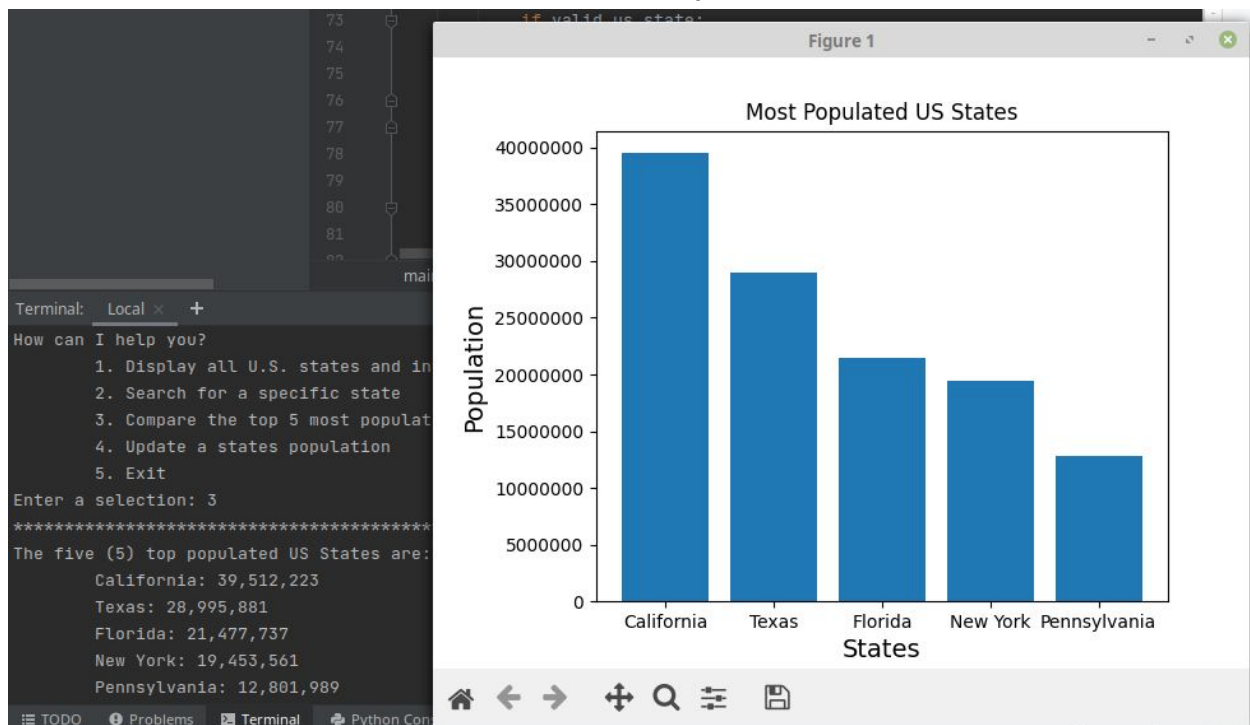 73 if valid_us_state:
74
75
76
77
78
79
80
81
Figure 1
Most Populated US States
40000000
35000000
30000000
25000000
20000000
15000000
10000000
5000000
0
Population
California Texas Florida New York Pennsylvania
States
mai
Terminal: Local × +
How can I help you?
1. Display all U.S. states and in
2. Search for a specific state
3. Compare the top 5 most populat
4. Update a states population
5. Exit
Enter a selection: 3
*****************************************
The five (5) top populated US States are:
California: 39,512,223
Texas: 28,995,881
Florida: 21,477,737
New York: 19,453,561
Pennsylvania: 12,801,989
TODO Problems Terminal Python Con